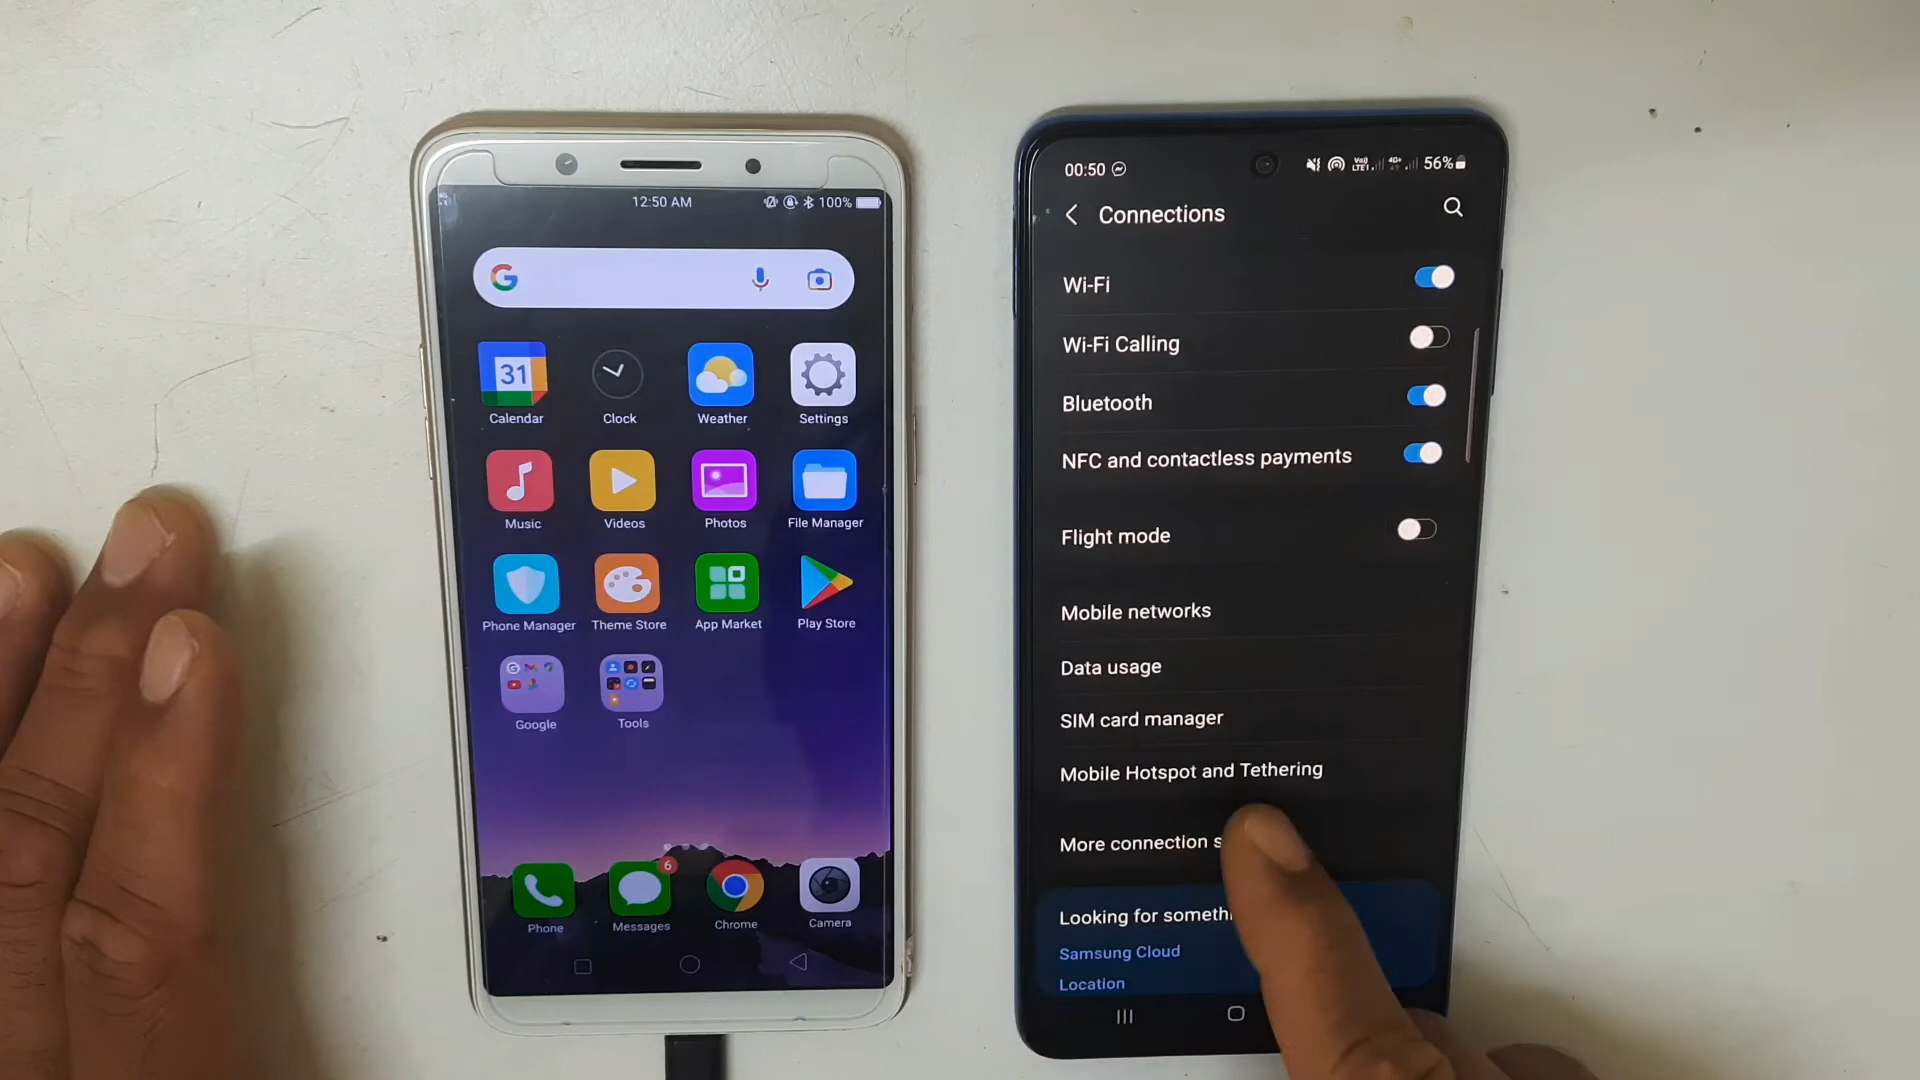 12:50 AM
100%
G
31
Calendar
Clock
Weather
Settings
Music
Videos
Photos
File Manager
Phone Manager
Theme Store
App Market
Play Store
Google
Tools
6
Phone
Messages
Chrome
Camera
00:50
56%
Connections
Wi-Fi
Wi-Fi Calling
Bluetooth
NFC and contactless payments
Flight mode
Mobile networks
Data usage
SIM card manager
Mobile Hotspot and Tethering
More connection s
Looking for somethi
Samsung Cloud
Location